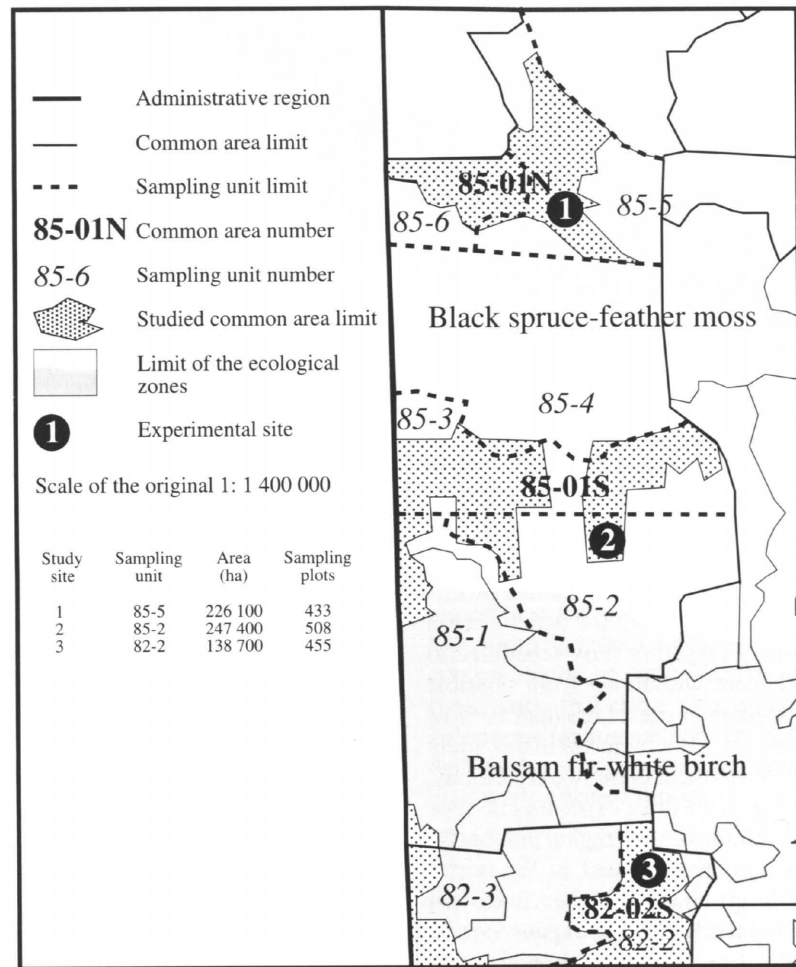 Administrative region
Common area limit
Sampling unit limit
85-01N Common area number
85-6 Sampling unit number
Studied common area limit
Limit of the ecological
zones
1 Experimental site
Scale of the original 1: 1 400 000
Study Sampling Area Sampling
site unit (ha) plots
1 85-5 226 100 433
2 85-2 247 400 508
3 82-2 138 700 455
85-01N
1
85-5
85-6
Black spruce-feather moss
85-3
85-4
85-01S
2
85-2
85-1
Balsam fir-white birch
3
82-3
82-02S
82-2